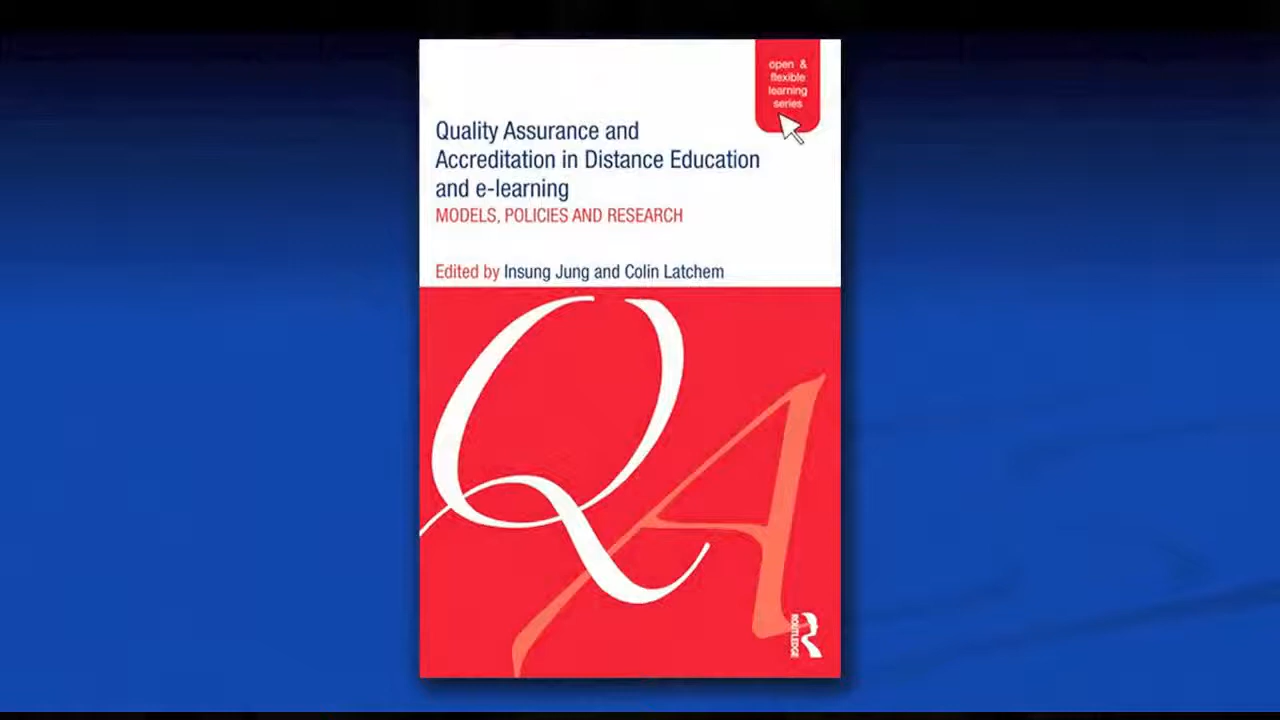 open &
flexible
learning
series
Quality Assurance and
Accreditation in Distance Education
and e-learning
MODELS, POLICIES AND RESEARCH
Edited by Insung Jung and Colin Latchem
QA
ROUTLEDGE